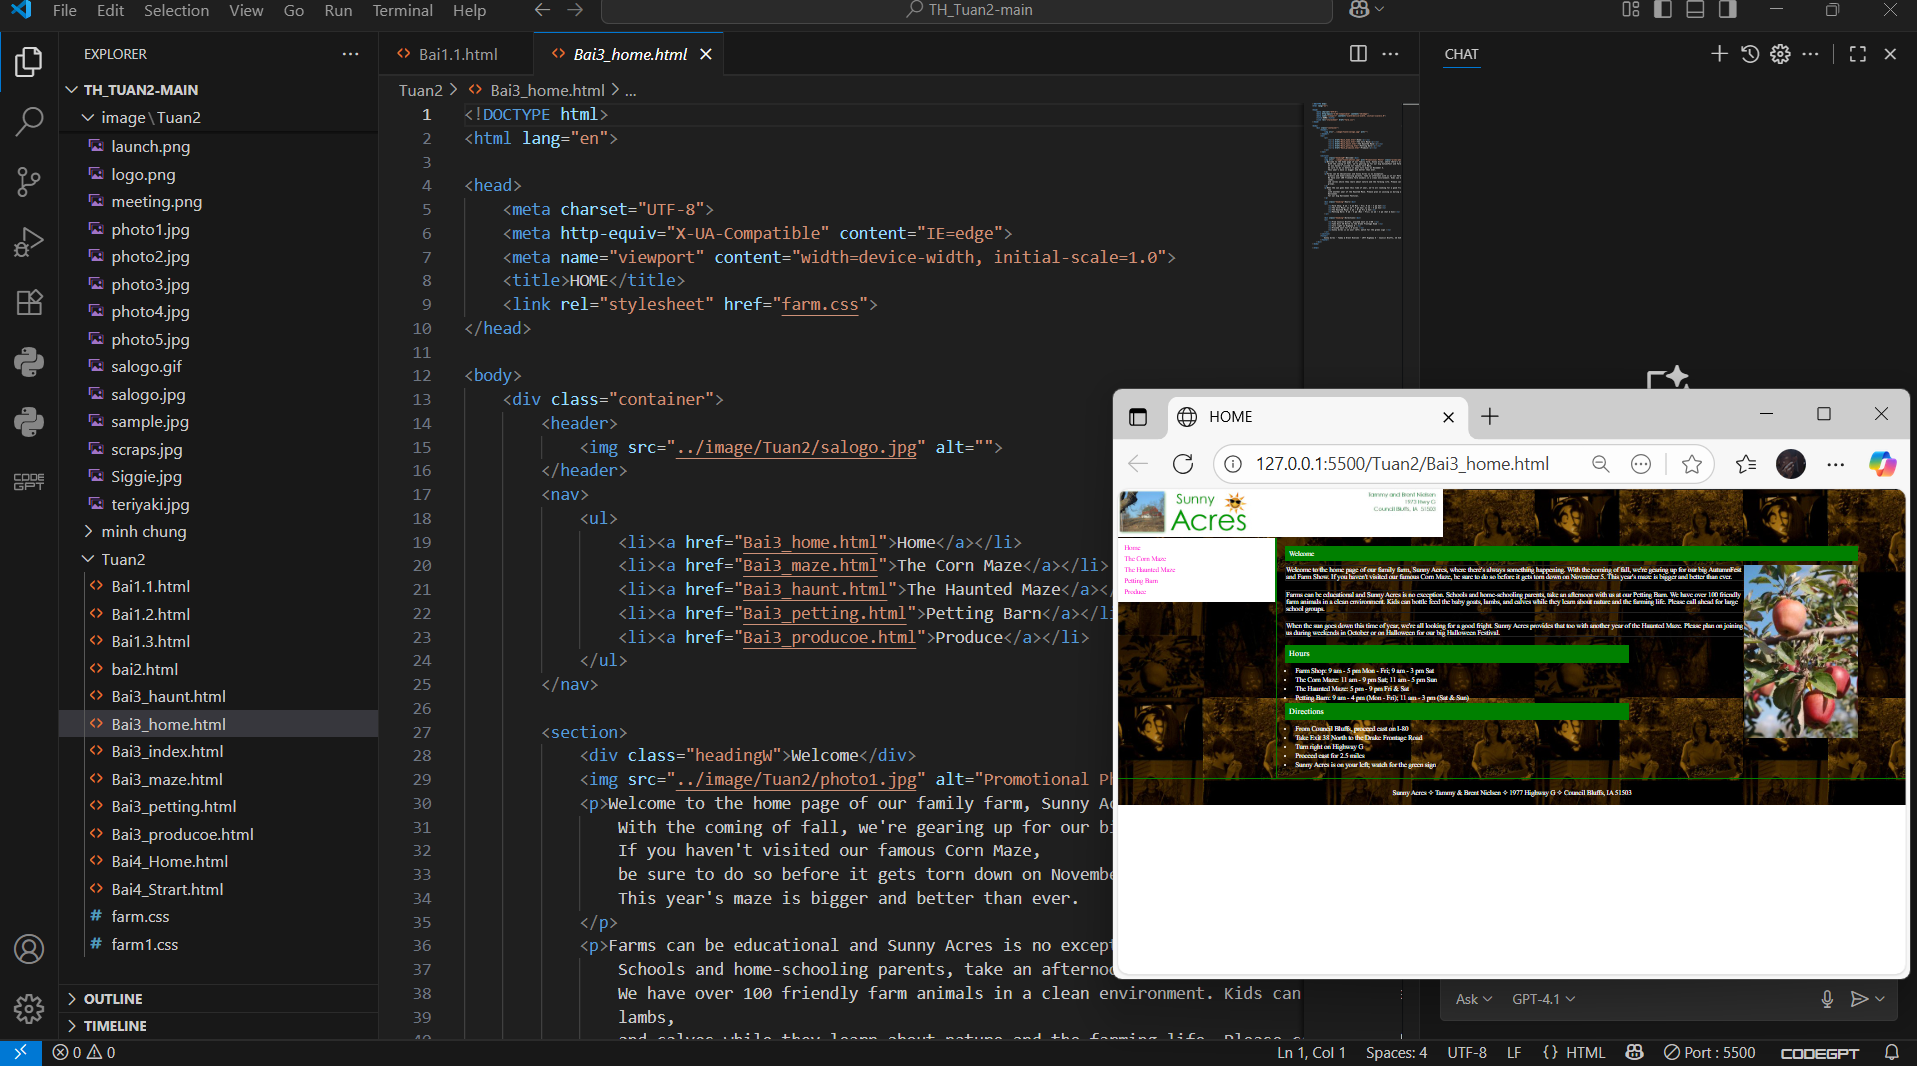 File Edit Selection View Go Run Terminal Help
TH_Tuan2-main
EXPLORER
TH_TUAN2-MAIN
image\Tuan2
launch.png
logo.png
meeting.png
photo1.jpg
photo2.jpg
photo3.jpg
photo4.jpg
photo5.jpg
salogo.gif
salogo.jpg
sample.jpg
scraps.jpg
Siggie.jpg
teriyaki.jpg
minh chung
Tuan2
Bai1.1.html
Bai1.2.html
Bai1.3.html
bai2.html
Bai3_haunt.html
Bai3_home.html
Bai3_index.html
Bai3_maze.html
Bai3_petting.html
Bai3_producoe.html
Bai4_Home.html
Bai4_Strart.html
farm.css
farm1.css
OUTLINE
TIMELINE
CODE GPT
Bai1.1.html
Bai3_home.html
Tuan2 > Bai3_home.html > ...
1 <!DOCTYPE html>
2 <html lang="en">
3
4 <head>
5 <meta charset="UTF-8">
6 <meta http-equiv="X-UA-Compatible" content="IE=edge">
7 <meta name="viewport" content="width=device-width, initial-scale=1.0">
8 <title>HOME</title>
9 <link rel="stylesheet" href="farm.css">
10 </head>
11
12 <body>
13 <div class="container">
14 <header>
15 <img src="../image/Tuan2/salogo.jpg" alt="">
16 </header>
17 <nav>
18 <ul>
19 <li><a href="Bai3_home.html">Home</a></li>
20 <li><a href="Bai3_maze.html">The Corn Maze</a></li>
21 <li><a href="Bai3_haunt.html">The Haunted Maze</a></li>
22 <li><a href="Bai3_petting.html">Petting Barn</a></li>
23 <li><a href="Bai3_producoe.html">Produce</a></li>
24 </ul>
25 </nav>
26
27 <section>
28 <div class="headingW">Welcome</div>
29 <img src="../image/Tuan2/photo1.jpg" alt="Promotional
30 <p>Welcome to the home page of our family farm, Sunny
31 With the coming of fall, we're gearing up for our
32 If you haven't visited our famous Corn Maze,
33 be sure to do so before it gets torn down on
34 This year's maze is bigger and better than ever.
35 </p>
36 <p>Farms can be educational and Sunny Acres is no
37 Schools and home-schooling parents, take an
38 We have over 100 friendly farm animals in a clean environment. Kids can
39 lambs,
CHAT
HOME
127.0.0.1:5500/Tuan2/Bai3_home.html
Sunny Acres
Tammy and Brent Nielsen
1973 Hwy G
Council Bluffs, IA 51503
Home
The Corn Maze
The Haunted Maze
Petting Barn
Produce
Welcome
Welcome to the home page of our family farm, Sunny Acres, where there's always something happening. With the coming of fall, we're gearing up for our big AutumnFest
and Farm Show. If you haven't visited our famous Corn Maze, be sure to do so before it gets torn down on November 5. This year's maze is bigger and better than ever.
Farms can be educational and Sunny Acres is no exception. Schools and home-schooling parents, take an afternoon with us at our Petting Barn. We have over 100 friendly
farm animals in a clean environment. Kids can bottle feed the baby goats, lambs, and calves while they learn about nature and the farming life. Please call ahead for large
school groups.
When the sun goes down this time of year, we're all looking for a good fright. Sunny Acres provides that too with another year of the Haunted Maze. Please plan on joining
us during weekends in October or on Halloween for our big Halloween Festival.
Hours
Farm Shop: 9 am - 5 pm Mon - Fri; 9 am - 3 pm Sat
The Corn Maze: 11 am - 9 pm Sat; 11 am - 5 pm Sun
The Haunted Maze: 5 pm - 9 pm Fri & Sat
Petting Barn: 9 am - 4 pm (Mon - Fri); 11 am - 3 pm (Sat & Sun)
Directions
From Council Bluffs, proceed east on I-80
Take Exit 38 North to the Drake Frontage Road
Turn right on Highway G
Proceed east for 2.5 miles
Sunny Acres is on your left; watch for the green sign
Sunny Acres ✧ Tammy & Brent Nielsen ✧ 1977 Highway G ✧ Council Bluffs, IA 51503
Ask GPT-4.1
0 0
Ln 1, Col 1 Spaces: 4 UTF-8 LF {} HTML Port : 5500 CODEGPT